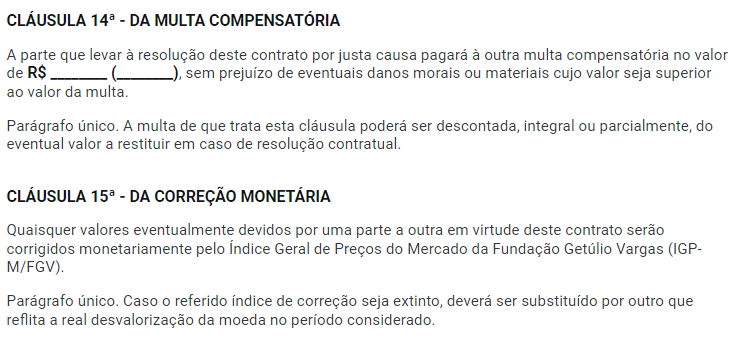 CLÁUSULA 14ª - DA MULTA COMPENSATÓRIA
A parte que levar à resolução deste contrato por justa causa pagará à outra multa compensatória no valor
de R$ ________ (________), sem prejuízo de eventuais danos morais ou materiais cujo valor seja superior
ao valor da multa.
Parágrafo único. A multa de que trata esta cláusula poderá ser descontada, integral ou parcialmente, do
eventual valor a restituir em caso de resolução contratual.
CLÁUSULA 15ª - DA CORREÇÃO MONETÁRIA
Quaisquer valores eventualmente devidos por uma parte a outra em virtude deste contrato serão
corrigidos monetariamente pelo Índice Geral de Preços do Mercado da Fundação Getúlio Vargas (IGP-
M/FGV).
Parágrafo único. Caso o referido índice de correção seja extinto, deverá ser substituído por outro que
reflita a real desvalorização da moeda no período considerado.